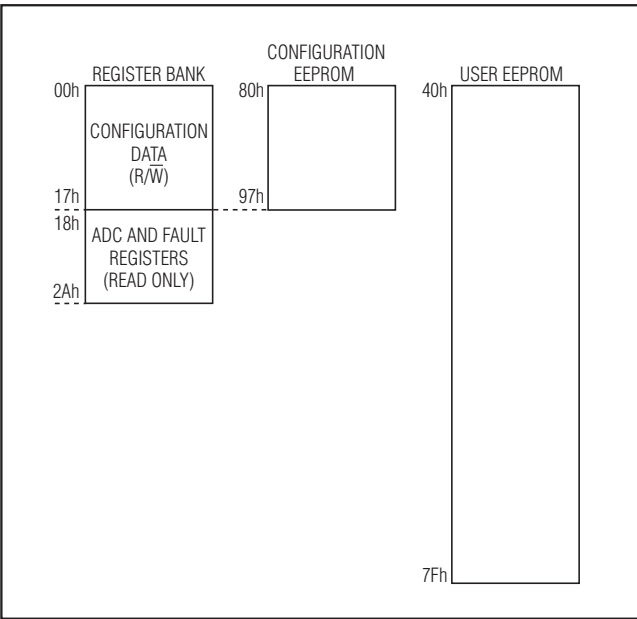 REGISTER BANK
00h
CONFIGURATION
DATA
(R/W̅)
17h
18h
ADC AND FAULT
REGISTERS
(READ ONLY)
2Ah
CONFIGURATION
EEPROM
80h
97h
USER EEPROM
40h
7Fh